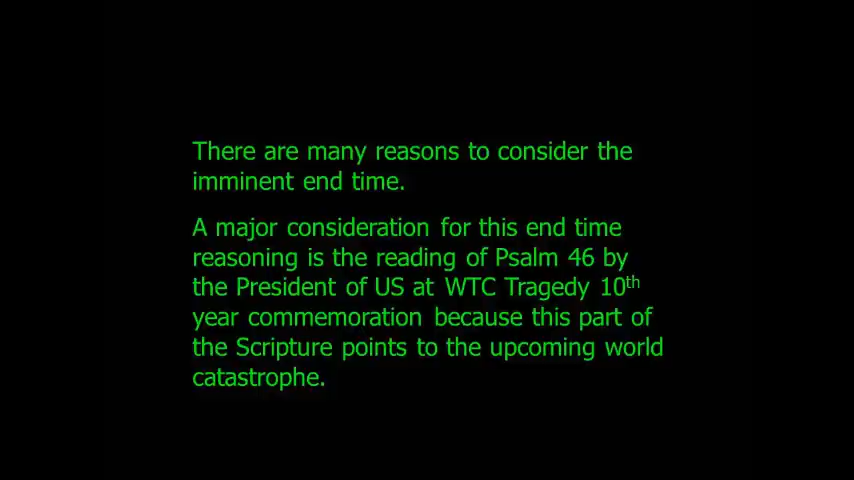 There are many reasons to consider the
imminent end time.
A major consideration for this end time
reasoning is the reading of Psalm 46 by
the President of US at WTC Tragedy 10th
year commemoration because this part of
the Scripture points to the upcoming world
catastrophe.